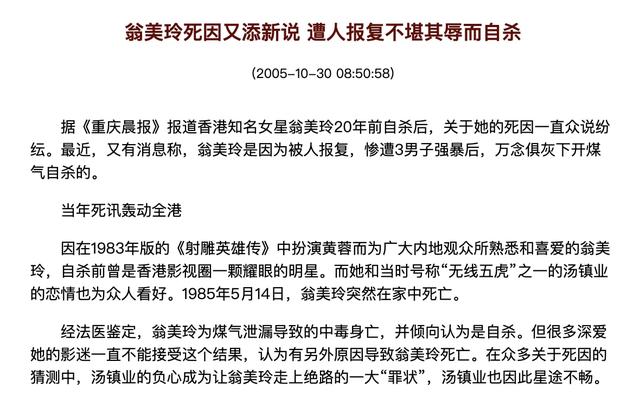 翁美玲死因又添新说 遭人报复不堪其辱而自杀
(2005-10-30 08:50:58)
据《重庆晨报》报道香港知名女星翁美玲20年前自杀后，关于她的死因一直众说纷
纭。最近，又有消息称，翁美玲是因为被人报复，惨遭3男子强暴后，万念俱灰下开煤
气自杀的。
当年死讯轰动全港
因在1983年版的《射雕英雄传》中扮演黄蓉而为广大内地观众所熟悉和喜爱的翁美
玲，自杀前曾是香港影视圈一颗耀眼的明星。而她和当时号称“无线五虎”之一的汤镇业
的恋情也为众人看好。1985年5月14日，翁美玲突然在家中死亡。
经法医鉴定，翁美玲为煤气泄漏导致的中毒身亡，并倾向认为是自杀。但很多深爱
她的影迷一直不能接受这个结果，认为有另外原因导致翁美玲死亡。在众多关于死因的
猜测中，汤镇业的负心成为让翁美玲走上绝路的一大“罪状”，汤镇业也因此星途不畅。